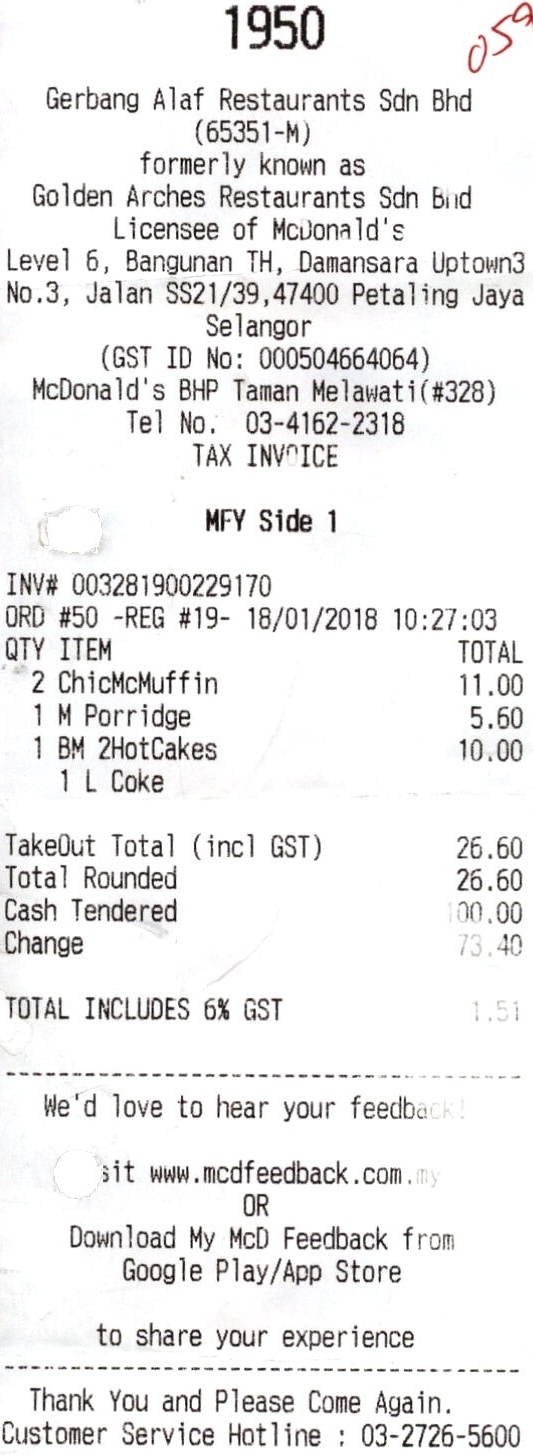 1950
059
Gerbang Alaf Restaurants Sdn Bhd
(65351-M)
formerly known as
Golden Arches Restaurants Sdn Bhd
Licensee of McDonald's
Level 6, Bangunan TH, Damansara Uptown3
No.3, Jalan SS21/39,47400 Petaling Jaya
Selangor
(GST ID No: 000504664064)
McDonald's BHP Taman Melawati(#328)
Tel No. 03-4162-2318
TAX INVOICE
MFY Side 1
INV# 003281900229170
ORD #50 -REG #19- 18/01/2018 10:27:03
QTY ITEM TOTAL
2 ChicMcMuffin 11.00
1 M Porridge 5.60
1 BM 2HotCakes 10.00
1 L Coke
TakeOut Total (incl GST) 26.60
Total Rounded 26.60
Cash Tendered 100.00
Change 73.40
TOTAL INCLUDES 6% GST 1.51
We'd love to hear your feedback!
sit www.mcdfeedback.com.my
OR
Download My McD Feedback from
Google Play/App Store
to share your experience
Thank You and Please Come Again.
Customer Service Hotline : 03-2726-5600